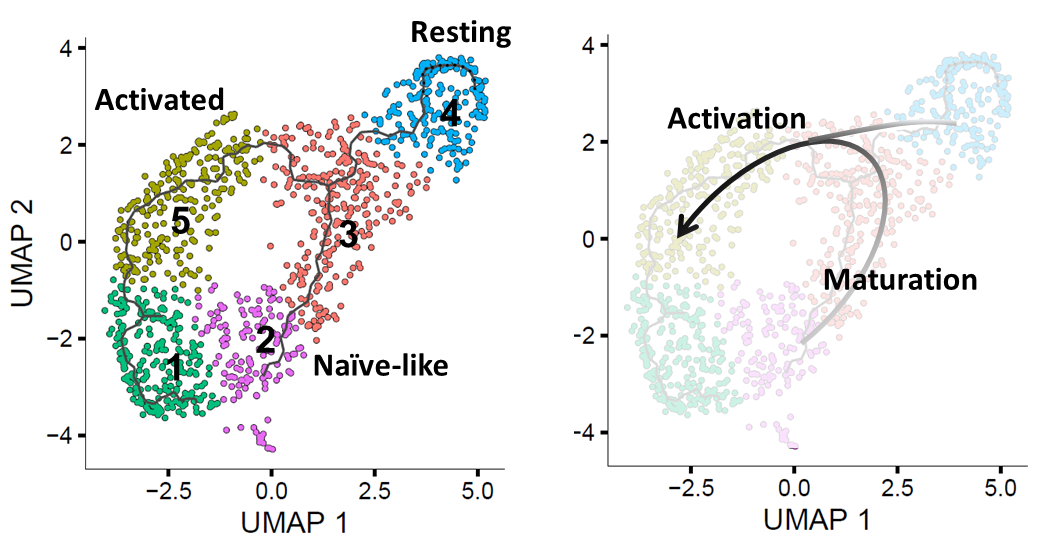 Resting
4
Activated
4
2
5
0
3
UMAP 2
−2
2
Naïve-like
1
−4
−2.5
0.0
2.5
5.0
UMAP 1
4
Activation
2
0
Maturation
−2
-4
−2.5
0.0
2.5
5.0
UMAP 1